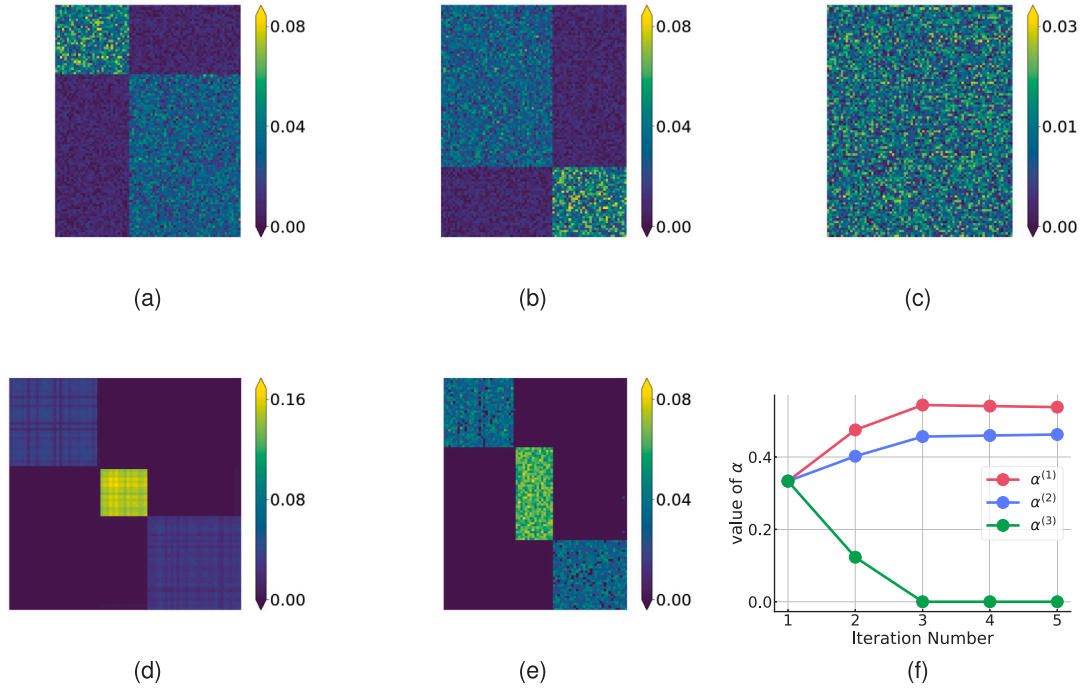 0.08
0.04
0.00
(a)
0.08
0.04
0.00
(b)
0.03
0.01
0.00
(c)
0.16
0.08
0.00
(d)
0.08
0.04
0.00
(e)
value of α
0.4
0.2
0.0
1 2 3 4 5
Iteration Number
α⁽¹⁾
α⁽²⁾
α⁽³⁾
(f)